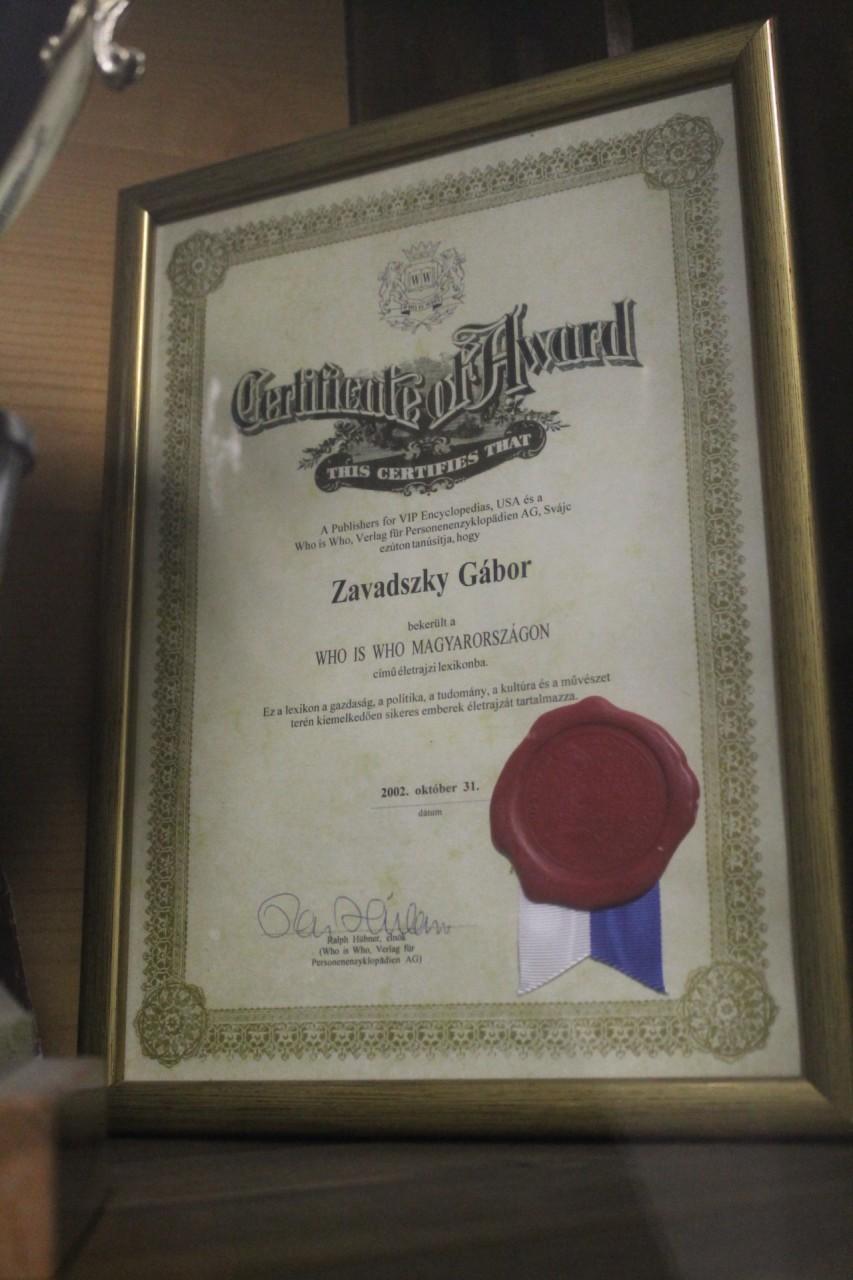 WW
Certificate of Award
THIS CERTIFIES THAT
A Publishers for VIP Encyclopedias, USA és a
Who is Who, Verlag für Personenenzyklopädien AG, Svájc
ezúton tanúsítja, hogy
Zavadszky Gábor
bekerült a
WHO IS WHO MAGYARORSZÁGON
című életrajzi lexikonba.
Ez a lexikon a gazdaság, a politika, a tudomány, a kultúra és a művészet
terén kiemelkedően sikeres emberek életrajzát tartalmazza.
2002. október 31.
dátum
Ralph Hübner, elnök
(Who is Who, Verlag für
Personenenzyklopädien AG)